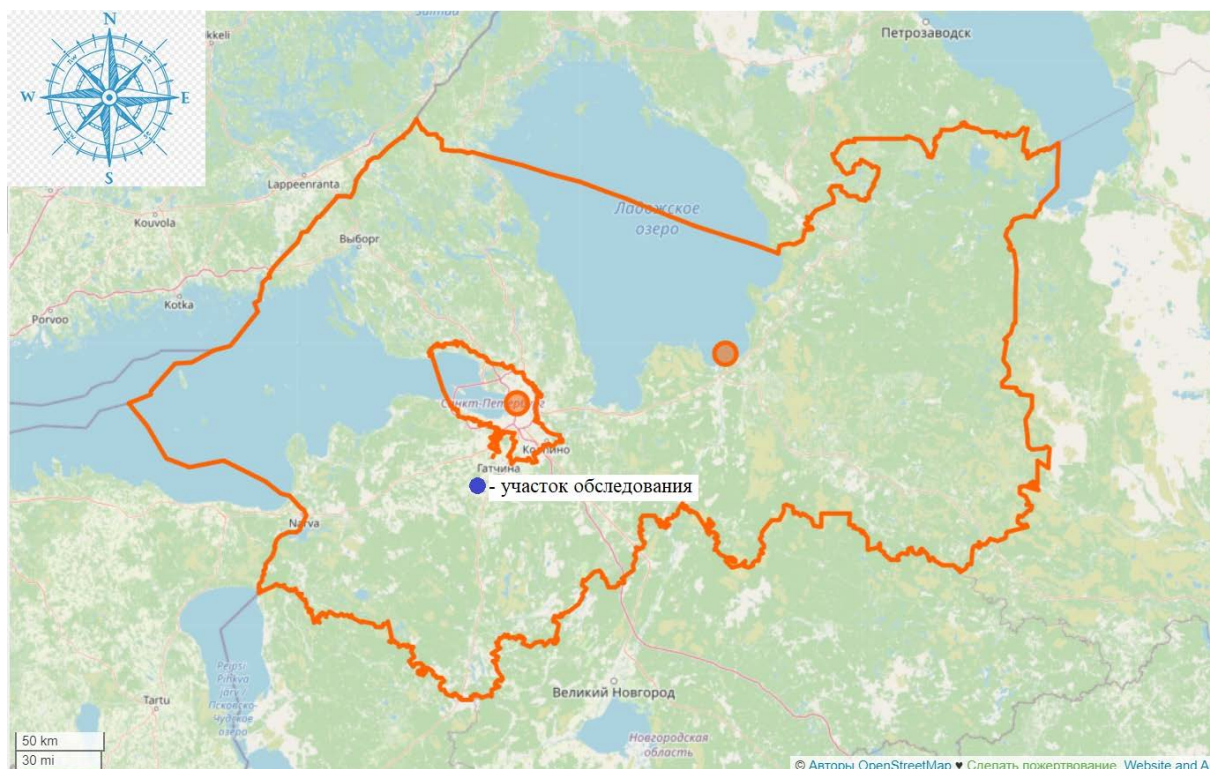 N
W
E
S
kkeli
Saimaa
Петрозаводск
Lappeenranta
Kouvola
Ладожское
озеро
Выборг
Kotka
Porvoo
Санкт-Петербург
Колпино
Гатчина
- участок обследования
Narva
Peipsi
Pihkva
järv /
Псковско-
Чудское
озеро
Tartu
Великий Новгород
Новгородская
область
50 km
30 mi
© Авторы OpenStreetMap ♥ Сделать пожертвование. Website and A